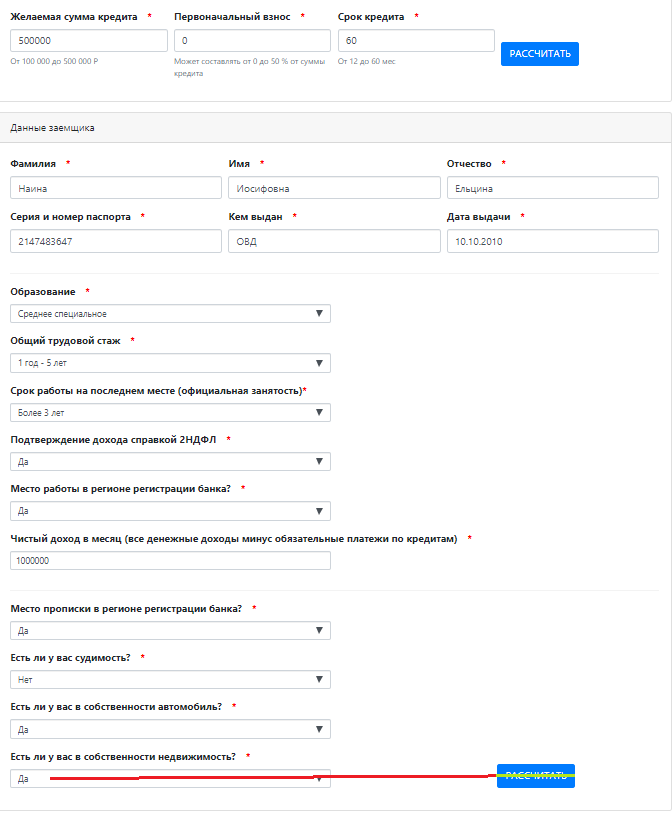 Желаемая сумма кредита * Первоначальный взнос * Срок кредита *
500000 0 60 РАССЧИТАТЬ
От 100 000 до 500 000 Р Может составлять от 0 до 50 % от суммы От 12 до 60 мес
кредита
Данные заемщика
Фамилия * Имя * Отчество *
Наина Иосифовна Ельцина
Серия и номер паспорта * Кем выдан * Дата выдачи *
2147483647 ОВД 10.10.2010
Образование *
Среднее специальное
Общий трудовой стаж *
1 год - 5 лет
Срок работы на последнем месте (официальная занятость)*
Более 3 лет
Подтверждение дохода справкой 2НДФЛ *
Да
Место работы в регионе регистрации банка? *
Да
Чистый доход в месяц (все денежные доходы минус обязательные платежи по кредитам) *
1000000
Место прописки в регионе регистрации банка? *
Да
Есть ли у вас судимость? *
Нет
Есть ли у вас в собственности автомобиль? *
Да
Есть ли у вас в собственности недвижимость? *
Да РАССЧИТАТЬ